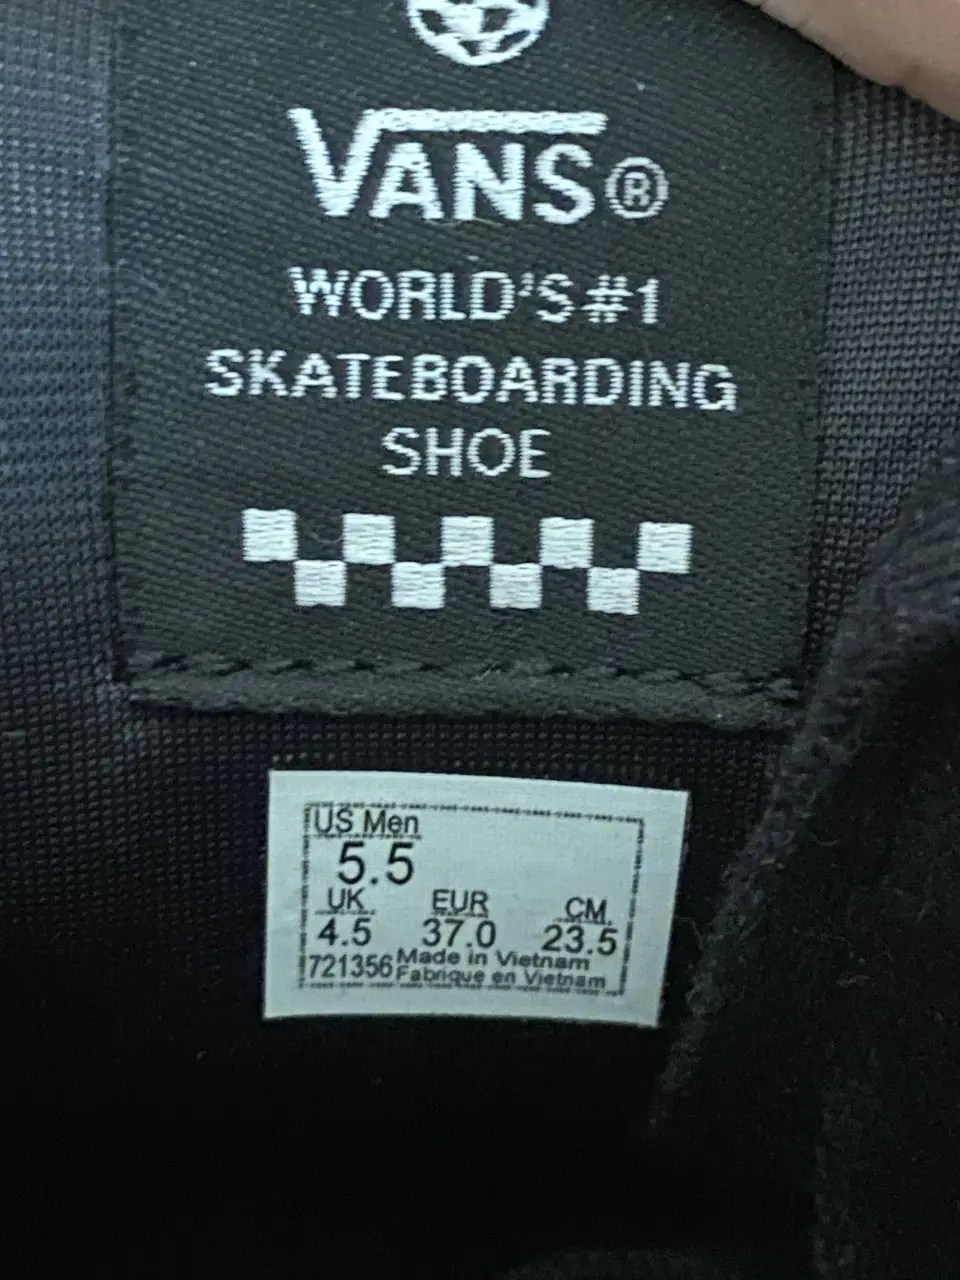 VANS®
WORLD'S #1
SKATEBOARDING
SHOE
US Men
5.5
UK EUR CM
4.5 37.0 23.5
721356 Made in Vietnam
Fabrique en Vietnam